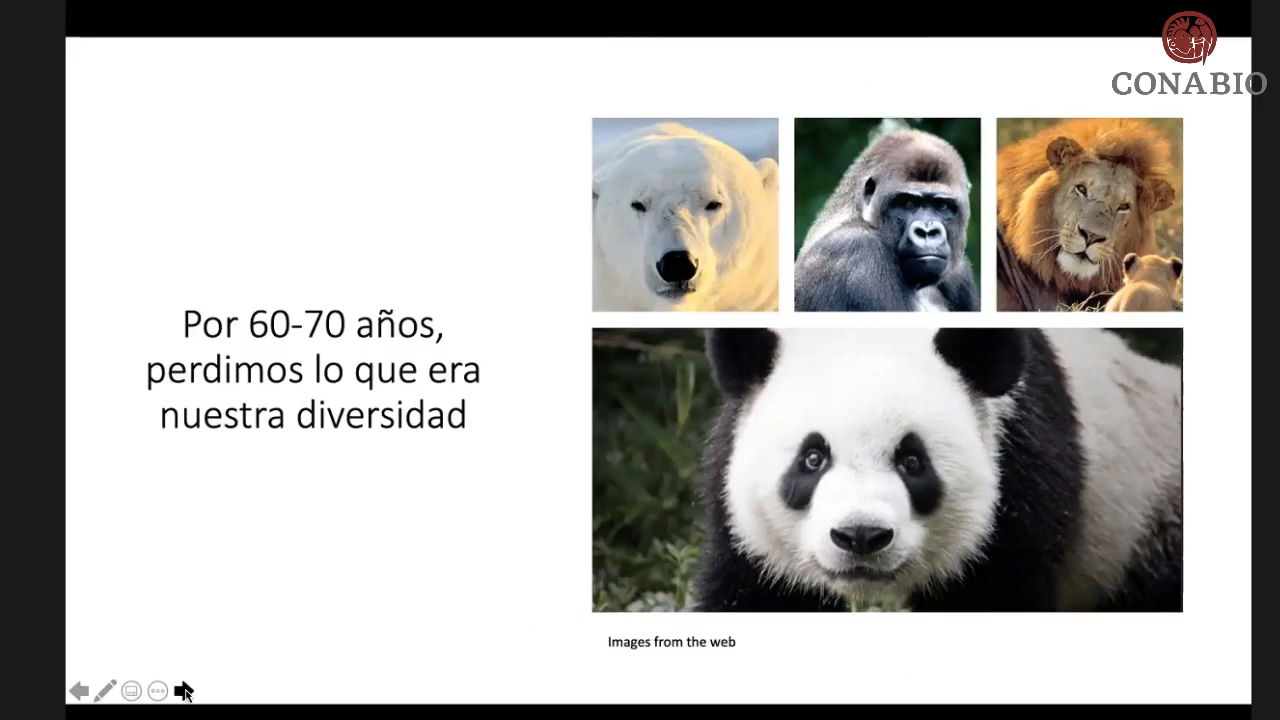 CONABIO
Por 60-70 años,
perdimos lo que era
nuestra diversidad
Images from the web